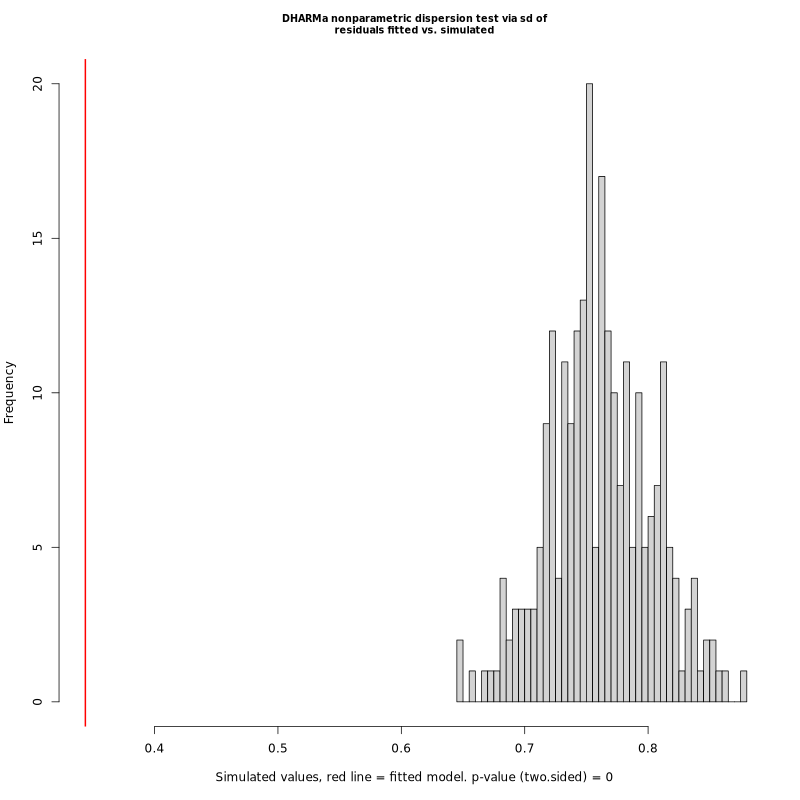 DHARMa nonparametric dispersion test via sd of
residuals fitted vs. simulated
20
15
10
5
0
Frequency
0.4 0.5 0.6 0.7 0.8
Simulated values, red line = fitted model. p-value (two.sided) = 0